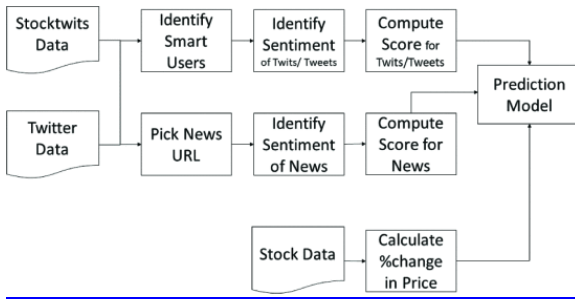 Stocktwits
Data
Identify
Smart
Users
Identify
Sentiment
of Twits/ Tweets
Compute
Score for
Twits/Tweets
Prediction
Model
Twitter
Data
Pick News
URL
Identify
Sentiment
of News
Compute
Score for
News
Stock Data
Calculate
%change
in Price